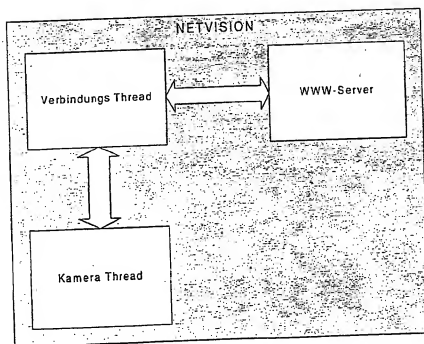 NETVISION
Verbindungs Thread
WWW-Server
Kamera Thread